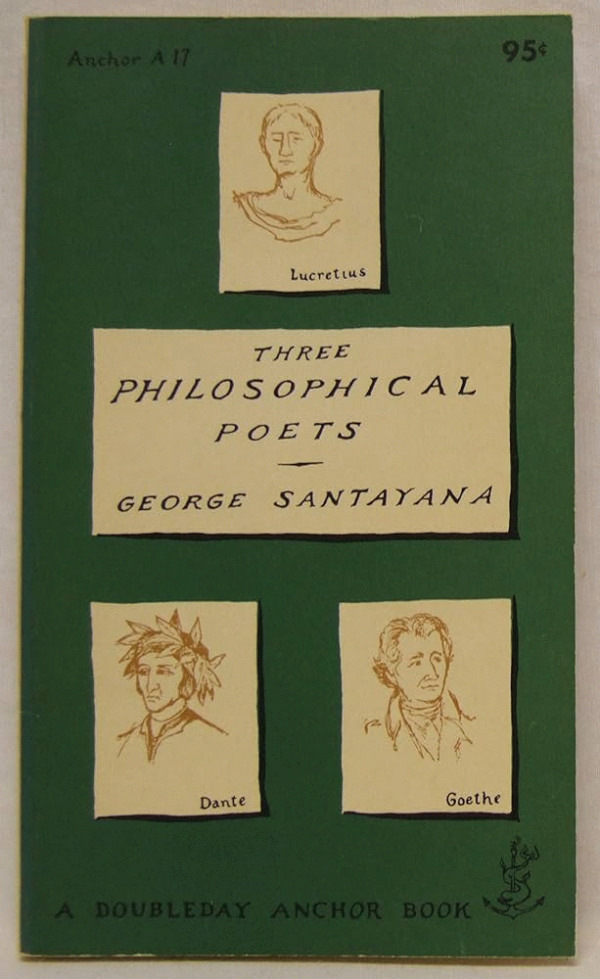 Anchor A 17
95¢
Lucretius
THREE
PHILOSOPHICAL
POETS
GEORGE SANTAYANA
Dante
Goethe
A DOUBLEDAY ANCHOR BOOK